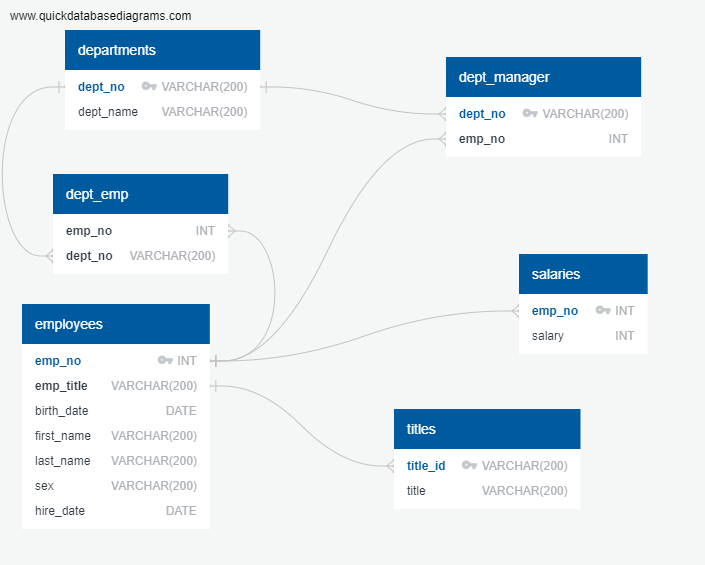 www.quickdatabasediagrams.com
departments
dept_no VARCHAR(200)
dept_name VARCHAR(200)
dept_manager
dept_no VARCHAR(200)
emp_no INT
dept_emp
emp_no INT
dept_no VARCHAR(200)
salaries
emp_no INT
salary INT
employees
emp_no INT
emp_title VARCHAR(200)
birth_date DATE
first_name VARCHAR(200)
last_name VARCHAR(200)
sex VARCHAR(200)
hire_date DATE
titles
title_id VARCHAR(200)
title VARCHAR(200)